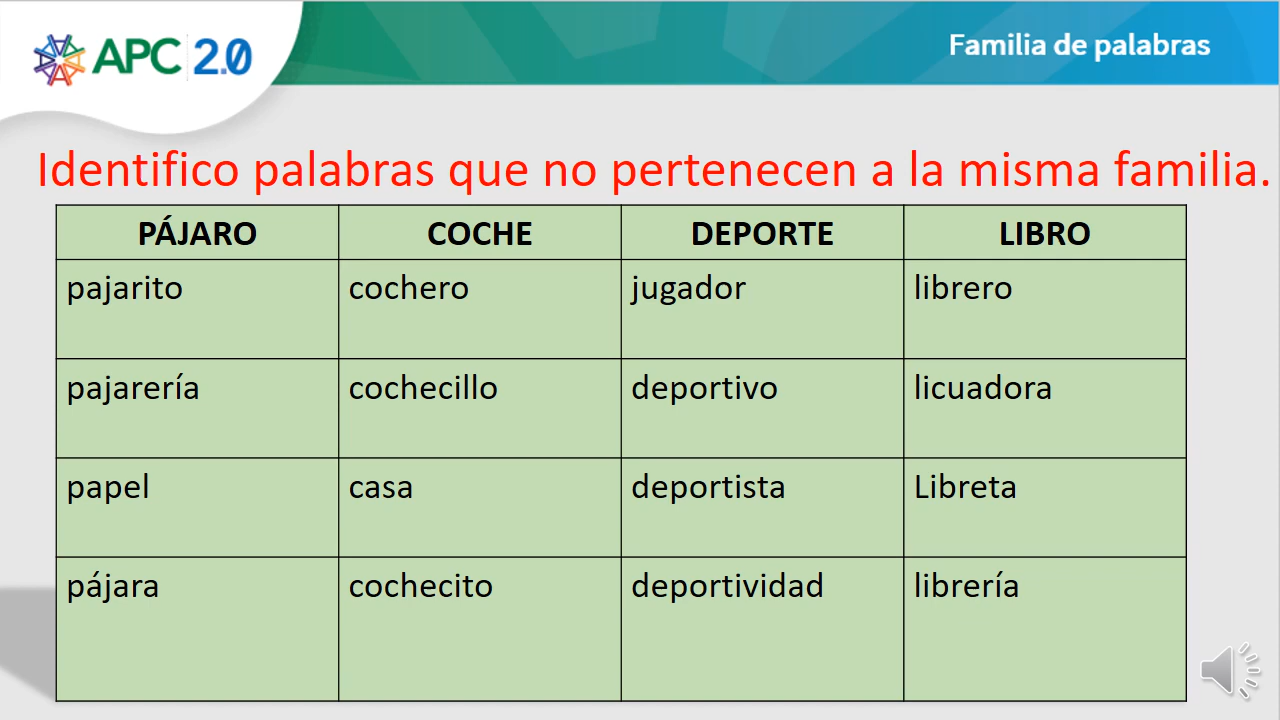 APC 2.0
Familia de palabras
Identifico palabras que no pertenecen a la misma familia.
PÁJARO COCHE DEPORTE LIBRO
pajarito cochero jugador librero
pajarería cochecillo deportivo licuadora
papel casa deportista Libreta
pájara cochecito deportividad librería